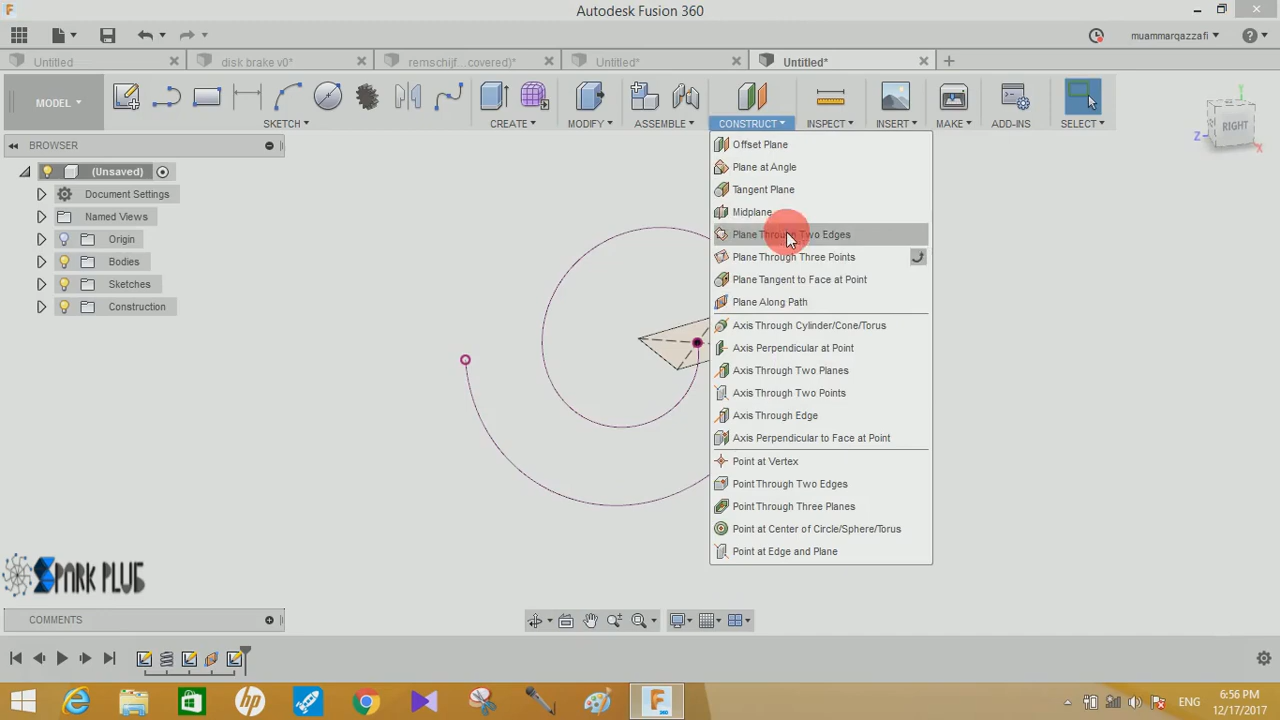 Autodesk Fusion 360
muammarqazzafi
Untitled
disk brake v0*
remschijf...covered)*
Untitled*
Untitled*
MODEL
SKETCH
CREATE
MODIFY
ASSEMBLE
CONSTRUCT
INSPECT
INSERT
MAKE
ADD-INS
SELECT
RIGHT
Y
Z
X
BROWSER
(Unsaved)
Document Settings
Named Views
Origin
Bodies
Sketches
Construction
Offset Plane
Plane at Angle
Tangent Plane
Midplane
Plane Through Two Edges
Plane Through Three Points
Plane Tangent to Face at Point
Plane Along Path
Axis Through Cylinder/Cone/Torus
Axis Perpendicular at Point
Axis Through Two Planes
Axis Through Two Points
Axis Through Edge
Axis Perpendicular to Face at Point
Point at Vertex
Point Through Two Edges
Point Through Three Planes
Point at Center of Circle/Sphere/Torus
Point at Edge and Plane
SPARK PLUG
COMMENTS
ENG
6:56 PM
12/17/2017